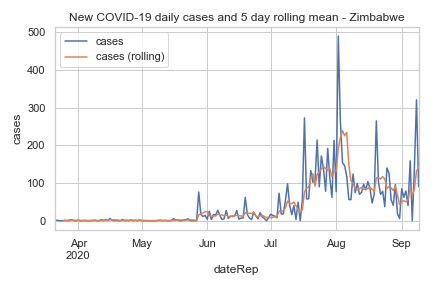 New COVID-19 daily cases and 5 day rolling mean - Zimbabwe
cases
cases (rolling)
500
400
300
200
100
0
cases
Apr
2020
May
Jun
Jul
Aug
Sep
dateRep